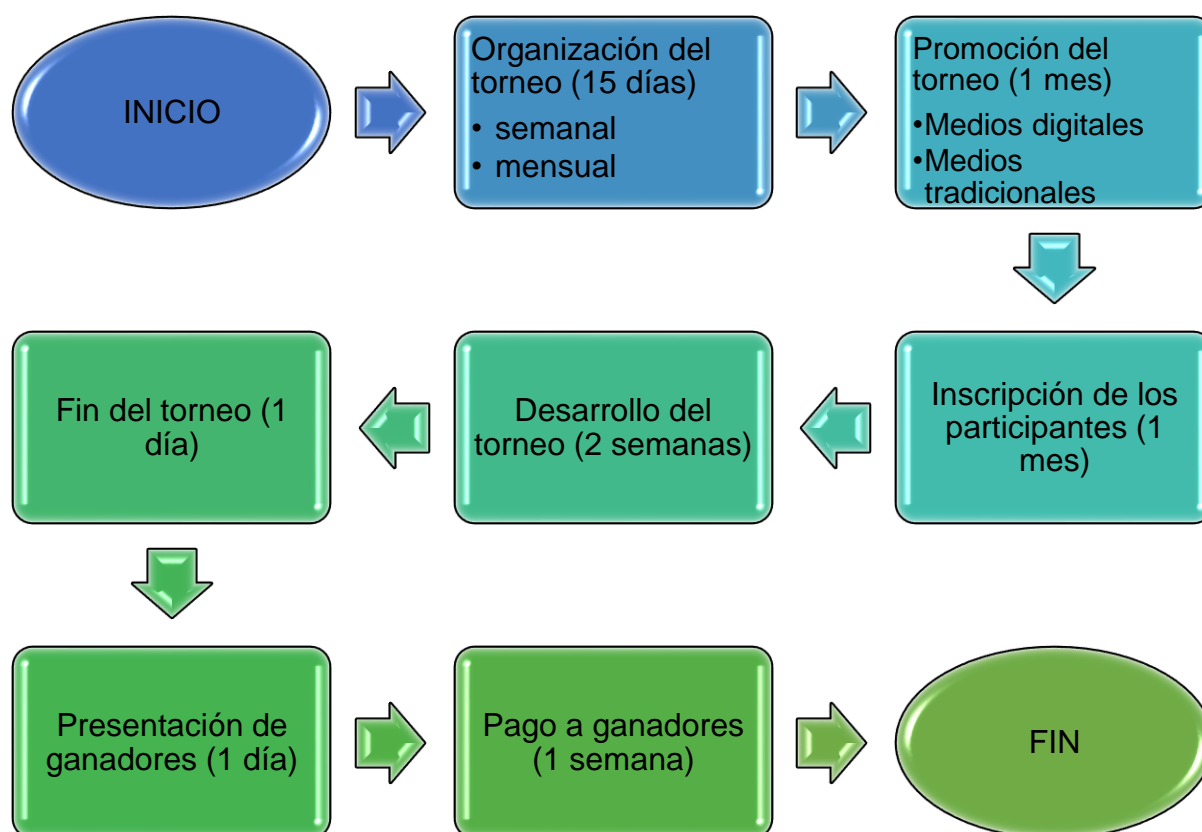 INICIO
Organización del
torneo (15 días)
• semanal
• mensual
Promoción del
torneo (1 mes)
•Medios digitales
•Medios
tradicionales
Inscripción de los
participantes (1
mes)
Desarrollo del
torneo (2 semanas)
Fin del torneo (1
día)
Presentación de
ganadores (1 día)
Pago a ganadores
(1 semana)
FIN